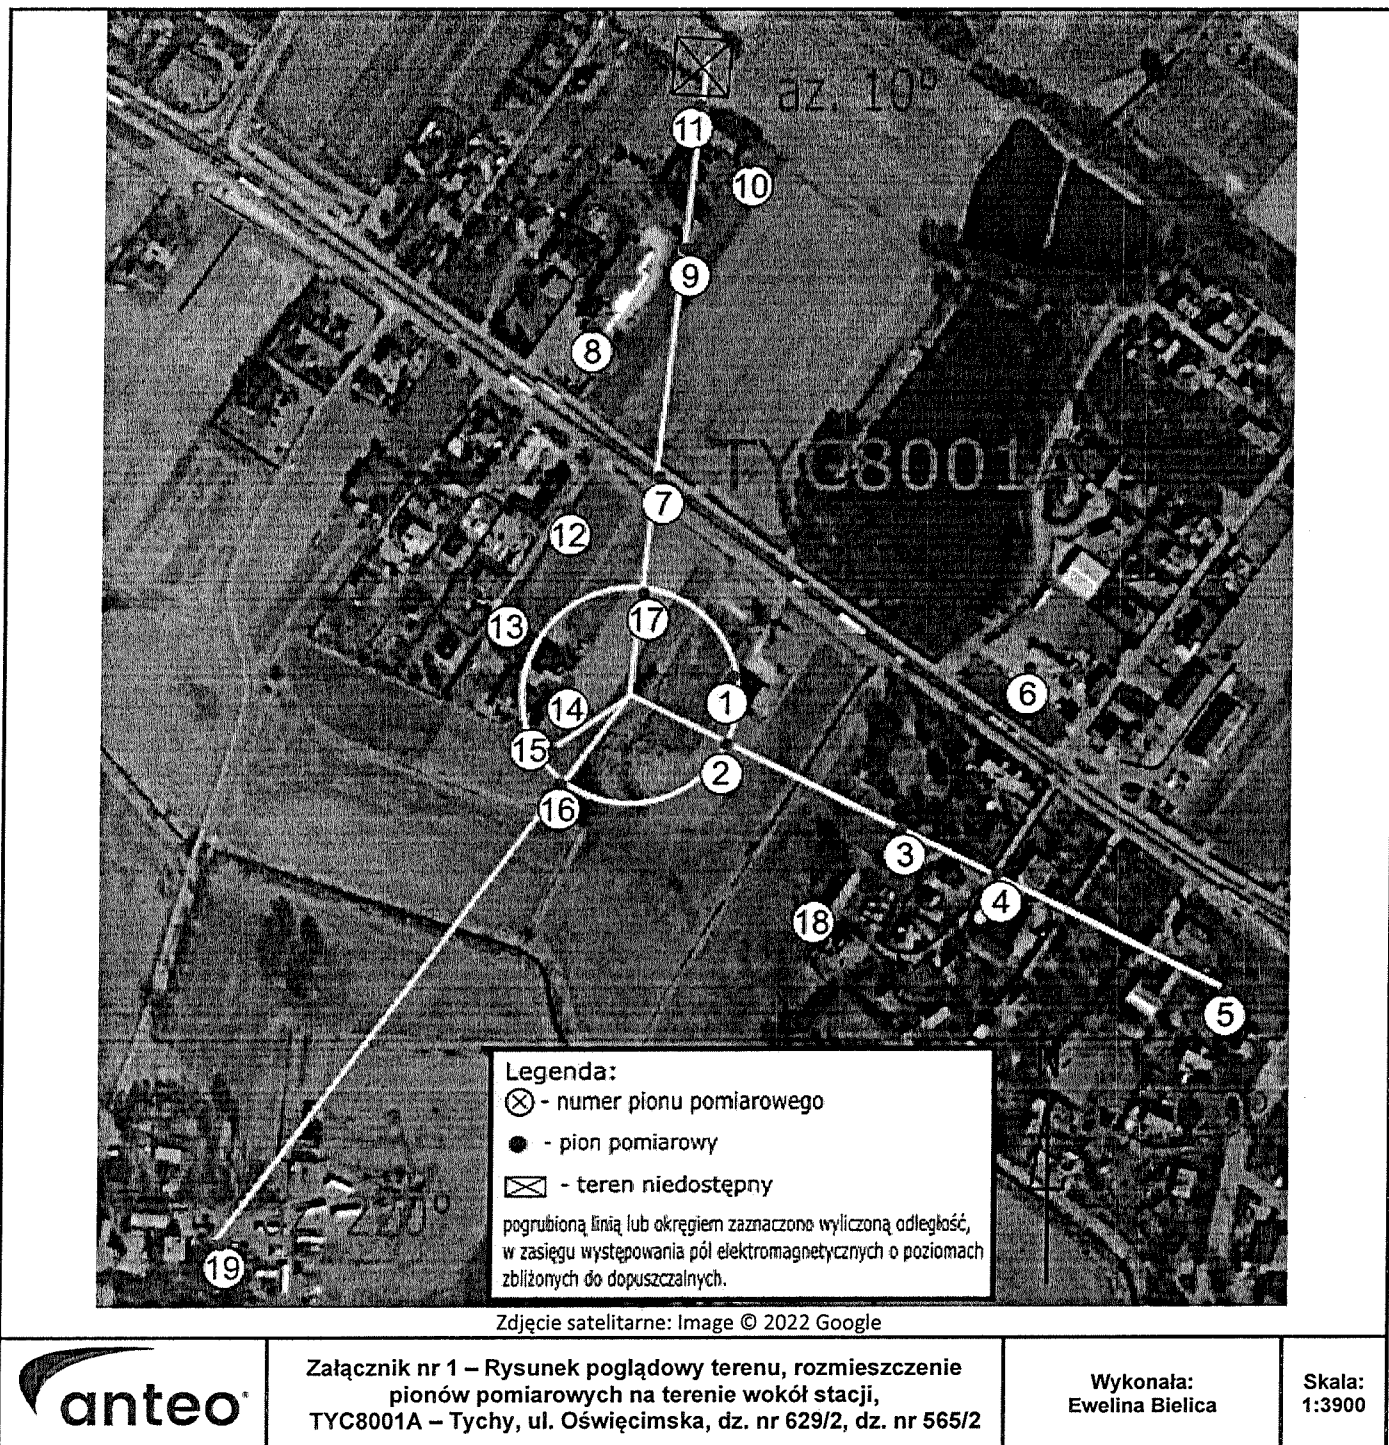 az. 10°
11
10
9
8
TYC8001A
7
12
17
13
6
1
14
15
2
16
3
4
18
5
19
220°
Legenda:
- numer pionu pomiarowego
- pion pomiarowy
- teren niedostępny
pogrubioną linią lub okręgiem zaznaczono wyliczoną odległość,
w zasięgu występowania pól elektromagnetycznych o poziomach
zbliżonych do dopuszczalnych.
Zdjęcie satelitarne: Image © 2022 Google
anteo
Załącznik nr 1 – Rysunek poglądowy terenu, rozmieszczenie
pionów pomiarowych na terenie wokół stacji,
TYC8001A – Tychy, ul. Oświęcimska, dz. nr 629/2, dz. nr 565/2
Wykonała:
Ewelina Bielica
Skala:
1:3900